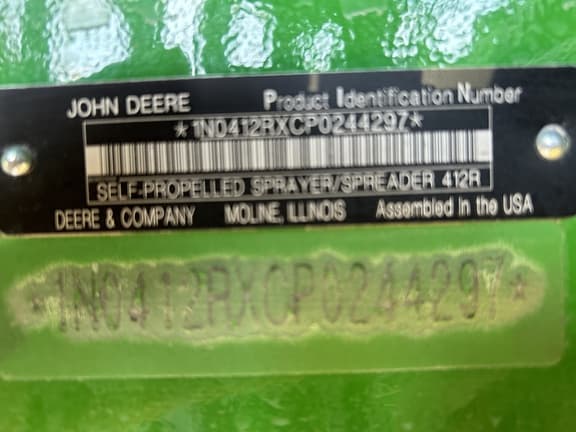 JOHN DEERE Product Identification Number
*1N0412RXCP0244297*
SELF-PROPELLED SPRAYER/SPREADER 412R
DEERE & COMPANY MOLINE, ILLINOIS Assembled in the USA
*1N0412RXCP0244297*